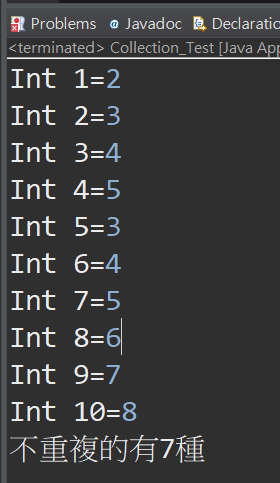 Problems @ Javadoc Declaratio
<terminated> Collection_Test [Java App
Int 1=2
Int 2=3
Int 3=4
Int 4=5
Int 5=3
Int 6=4
Int 7=5
Int 8=6
Int 9=7
Int 10=8
不重複的有7種